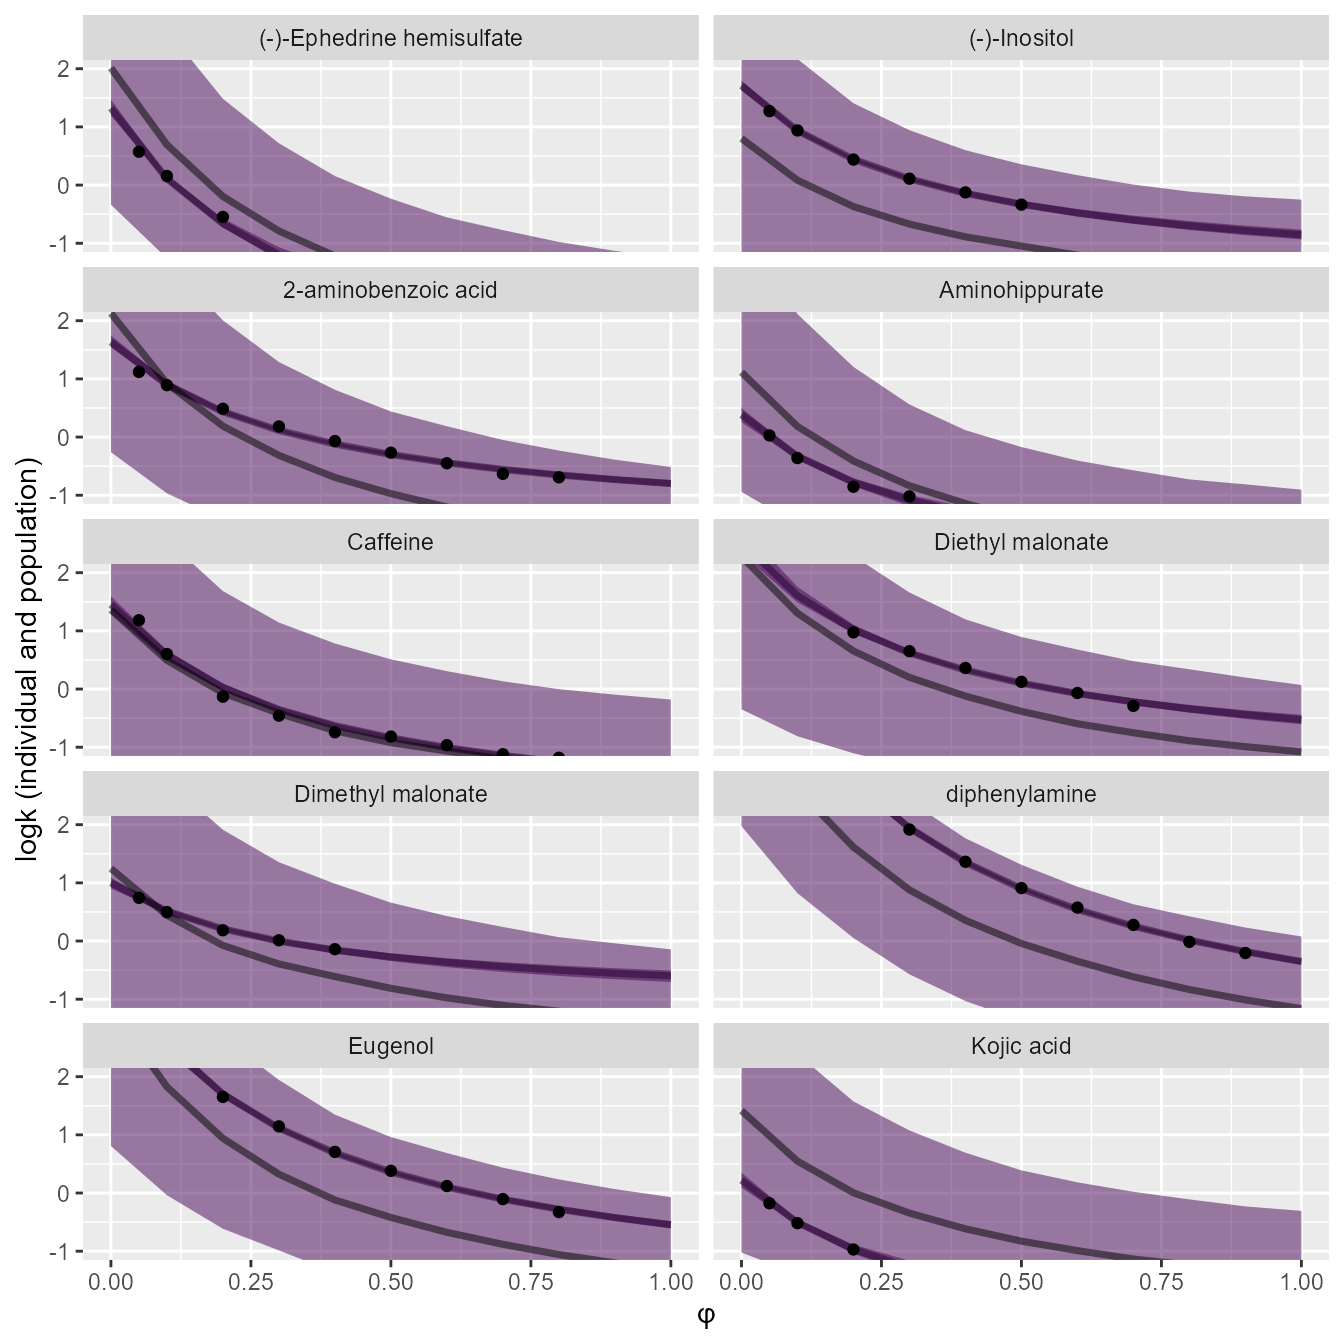 (-)-Ephedrine hemisulfate
(-)-Inositol
2
1
0
-1
2-aminobenzoic acid
Aminohippurate
2
1
0
-1
Caffeine
Diethyl malonate
2
1
0
-1
Dimethyl malonate
diphenylamine
2
1
0
-1
Eugenol
Kojic acid
2
1
0
-1
0.00 0.25 0.50 0.75 1.00 0.00 0.25 0.50 0.75 1.00
φ
logk (individual and population)